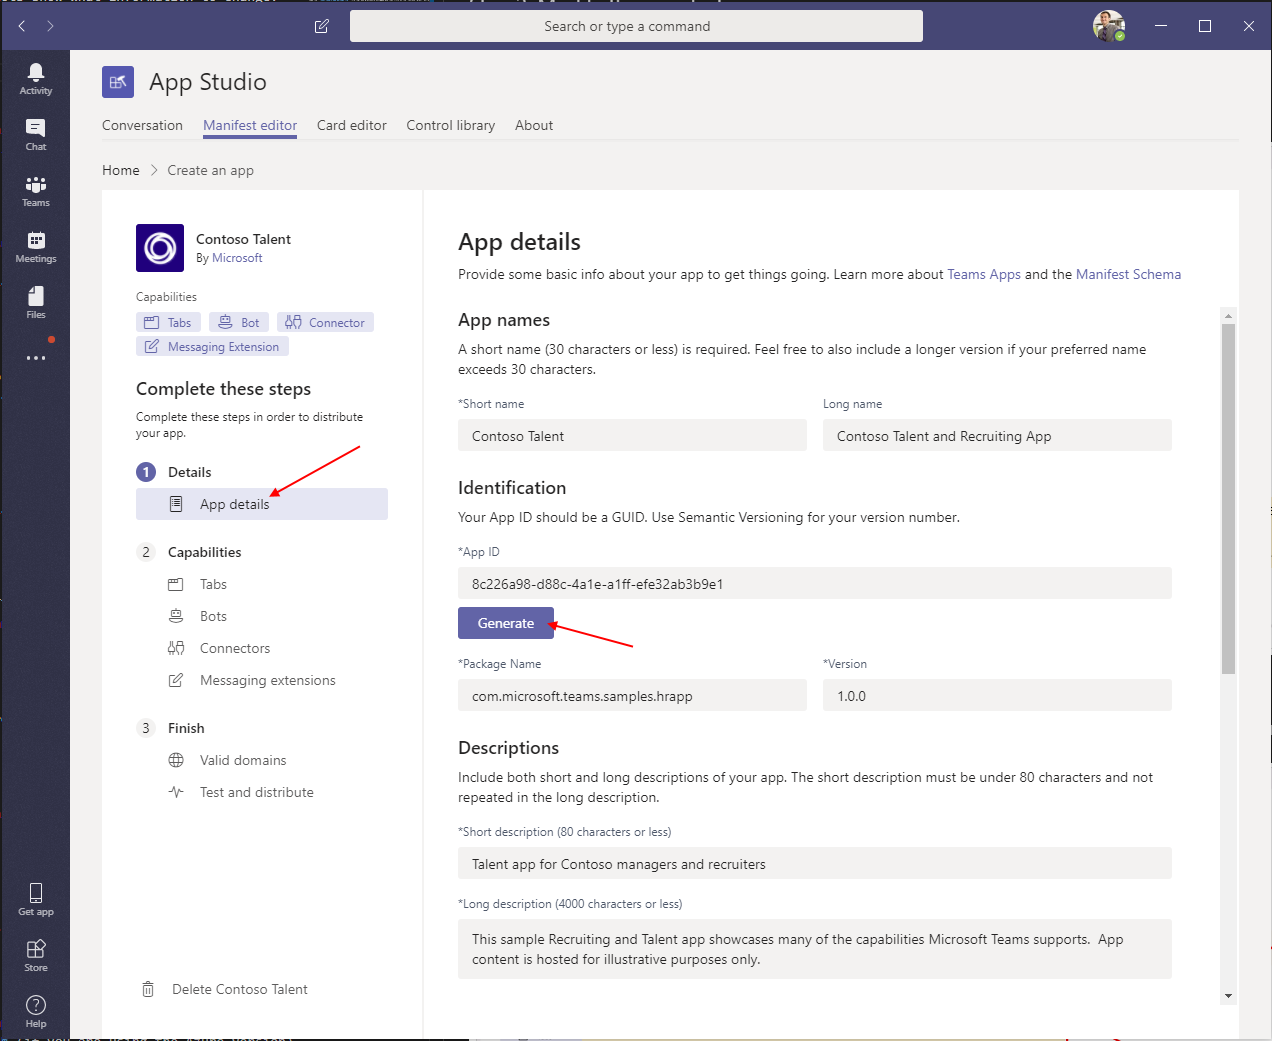 Search or type a command
Activity
Chat
Teams
Meetings
Files
Get app
Store
Help
App Studio
Conversation
Manifest editor
Card editor
Control library
About
Home
Create an app
Contoso Talent
By Microsoft
Capabilities
Tabs
Bot
Connector
Messaging Extension
Complete these steps
Complete these steps in order to distribute
your app.
1 Details
App details
2 Capabilities
Tabs
Bots
Connectors
Messaging extensions
3 Finish
Valid domains
Test and distribute
Delete Contoso Talent
App details
Provide some basic info about your app to get things going. Learn more about Teams Apps and the Manifest Schema
App names
A short name (30 characters or less) is required. Feel free to also include a longer version if your preferred name
exceeds 30 characters.
*Short name
Contoso Talent
Long name
Contoso Talent and Recruiting App
Identification
Your App ID should be a GUID. Use Semantic Versioning for your version number.
*App ID
8c226a98-d88c-4a1e-a1ff-efe32ab3b9e1
Generate
*Package Name
com.microsoft.teams.samples.hrapp
*Version
1.0.0
Descriptions
Include both short and long descriptions of your app. The short description must be under 80 characters and not
repeated in the long description.
*Short description (80 characters or less)
Talent app for Contoso managers and recruiters
*Long description (4000 characters or less)
This sample Recruiting and Talent app showcases many of the capabilities Microsoft Teams supports.  App
content is hosted for illustrative purposes only.